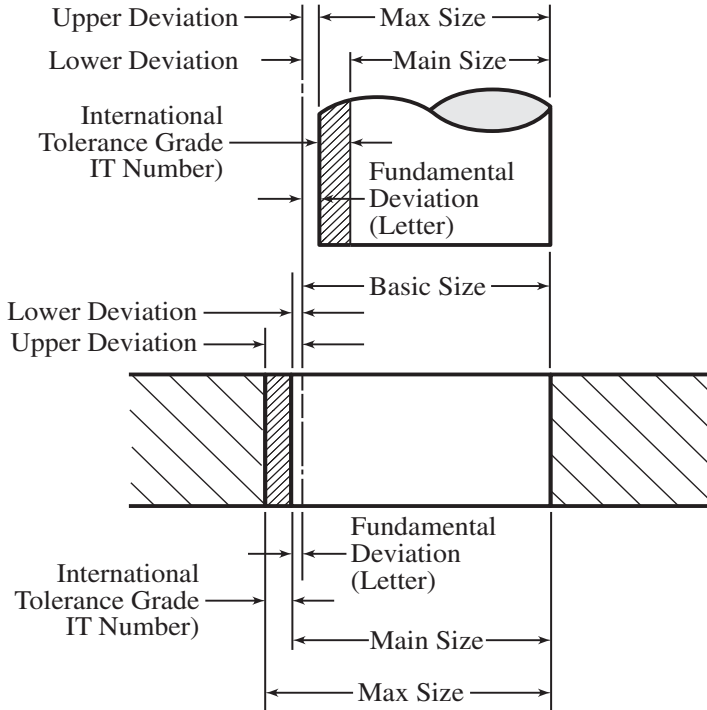 Upper Deviation
Max Size
Lower Deviation
Main Size
International
Tolerance Grade
IT Number)
Fundamental
Deviation
(Letter)
Basic Size
Lower Deviation
Upper Deviation
Fundamental
Deviation
(Letter)
International
Tolerance Grade
IT Number)
Main Size
Max Size